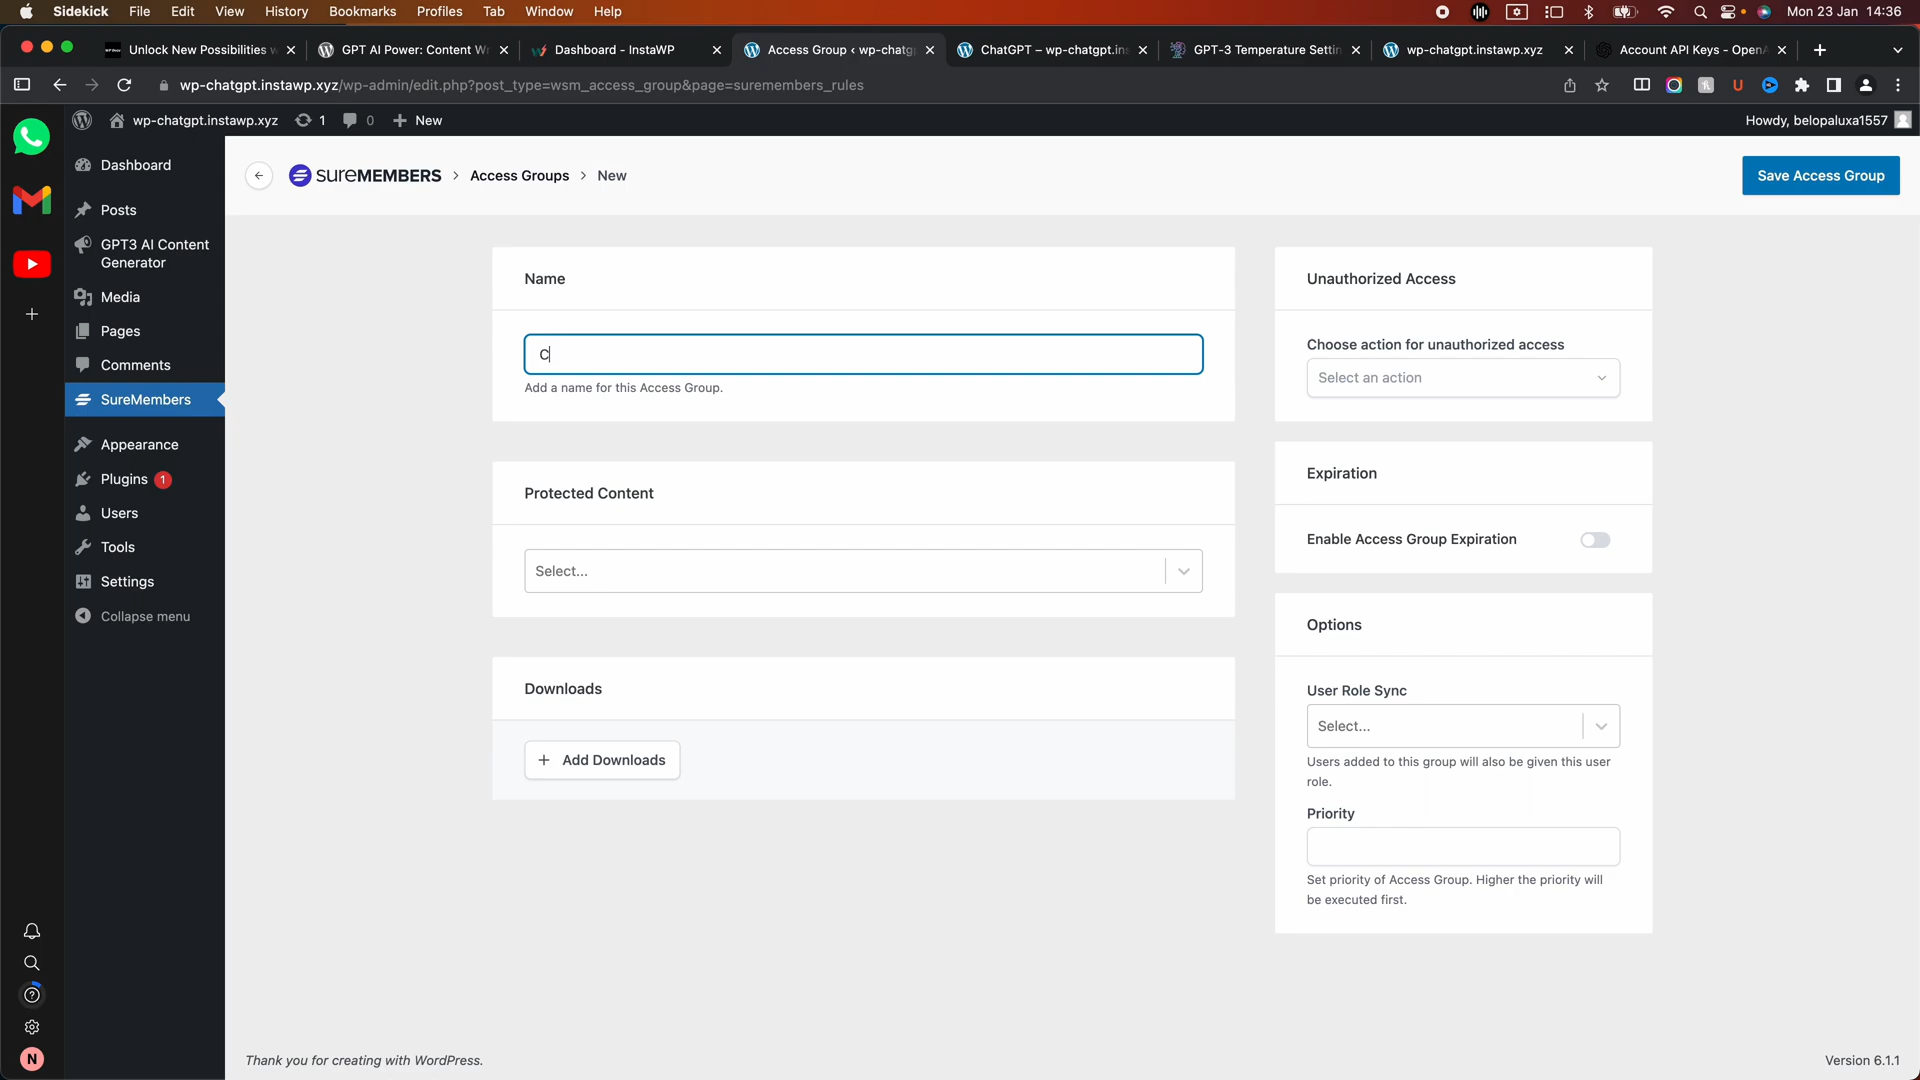 Sidekick File Edit View History Bookmarks Profiles Tab Window Help
Mon 23 Jan 14:36
Unlock New Possibilities
GPT AI Power: Content Wr
Dashboard - InstaWP
Access Group ‹ wp-chatg
ChatGPT – wp-chatgpt.in
GPT-3 Temperature Settin
wp-chatgpt.instawp.xyz
Account API Keys - OpenA
wp-chatgpt.instawp.xyz/wp-admin/edit.php?post_type=wsm_access_group&page=suremembers_rules
wp-chatgpt.instawp.xyz
1
0
New
Howdy, belopaluxa1557
Dashboard
Posts
GPT3 AI Content
Generator
Media
Pages
Comments
SureMembers
Appearance
Plugins 1
Users
Tools
Settings
Collapse menu
N
sureMEMBERS > Access Groups > New
Save Access Group
Name
C
Add a name for this Access Group.
Protected Content
Select...
Downloads
+ Add Downloads
Unauthorized Access
Choose action for unauthorized access
Select an action
Expiration
Enable Access Group Expiration
Options
User Role Sync
Select...
Users added to this group will also be given this user
role.
Priority
Set priority of Access Group. Higher the priority will
be executed first.
Thank you for creating with WordPress.
Version 6.1.1